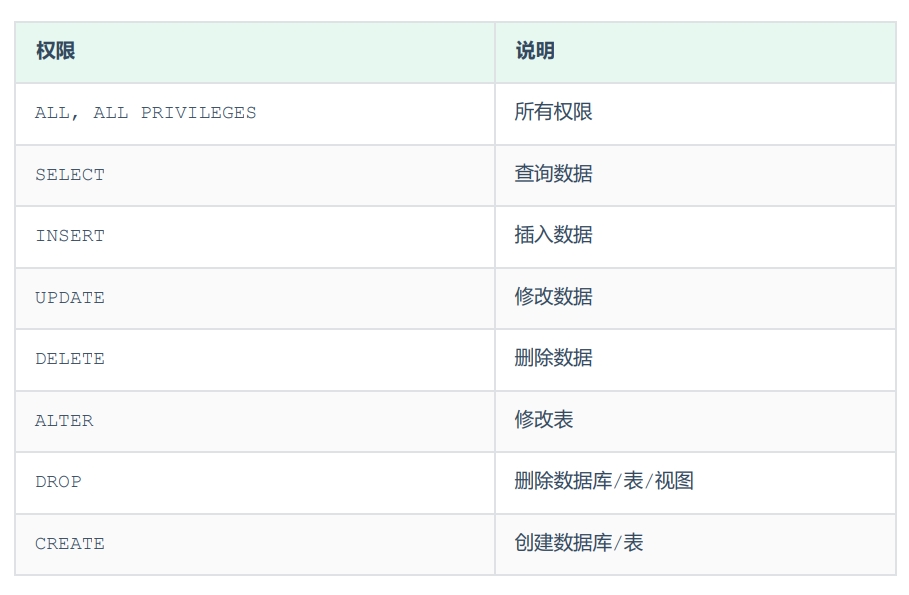 权限 说明
ALL, ALL PRIVILEGES 所有权限
SELECT 查询数据
INSERT 插入数据
UPDATE 修改数据
DELETE 删除数据
ALTER 修改表
DROP 删除数据库/表/视图
CREATE 创建数据库/表